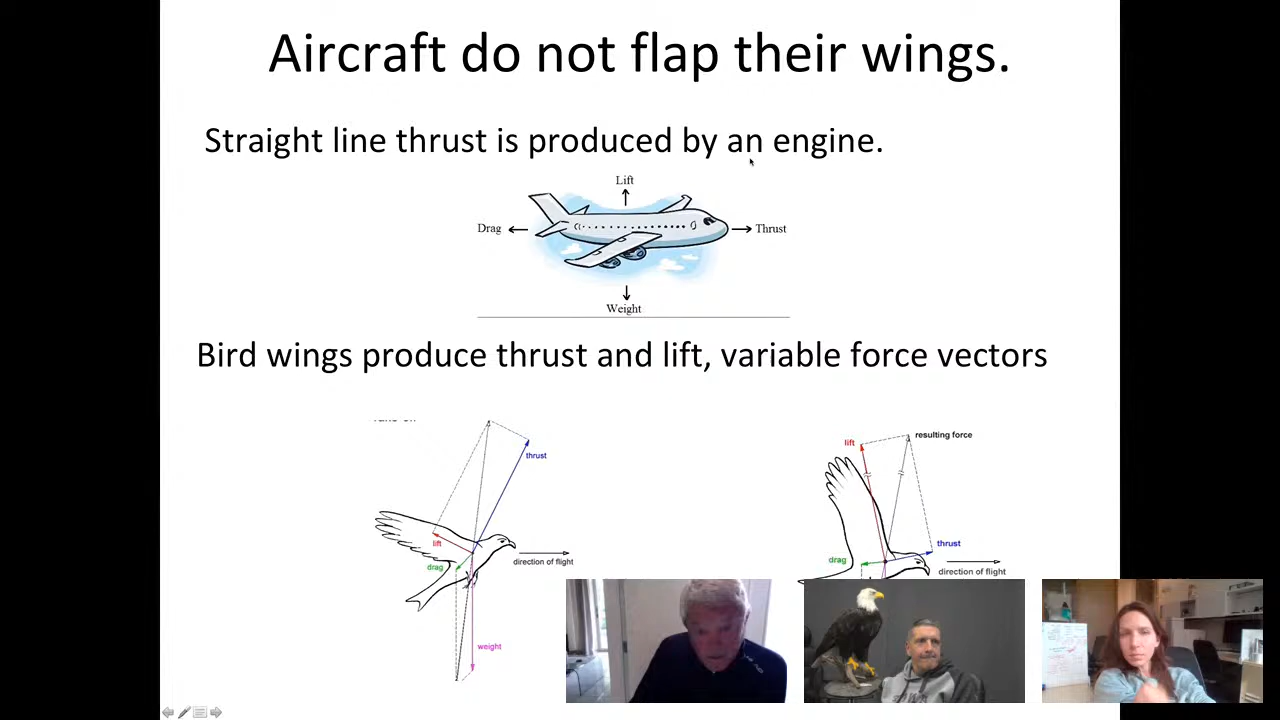 Aircraft do not flap their wings.
Straight line thrust is produced by an engine.
Lift
Drag
Thrust
Weight
Bird wings produce thrust and lift, variable force vectors
thrust
lift
drag
direction of flight
weight
lift
resulting force
thrust
drag
direction of flight